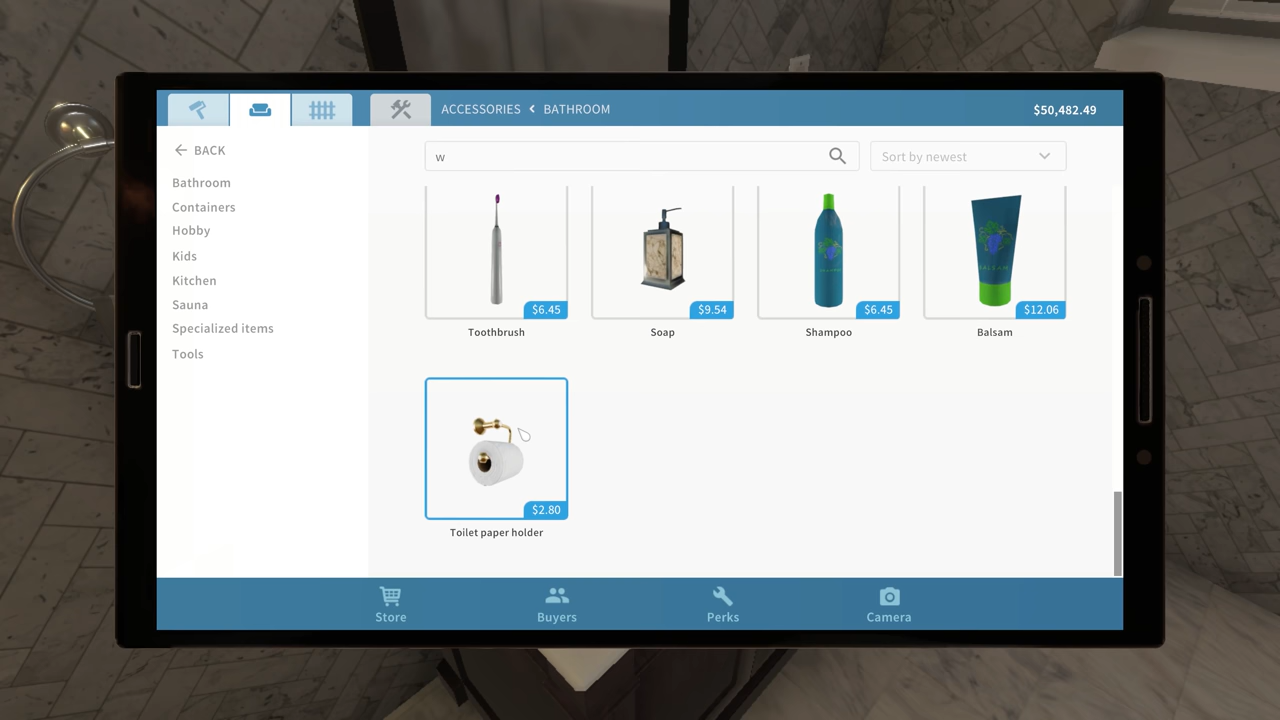 ACCESSORIES < BATHROOM
$50,482.49
BACK
Bathroom
Containers
Hobby
Kids
Kitchen
Sauna
Specialized items
Tools
w
Sort by newest
$6.45
$9.54
$6.45
$12.06
Toothbrush
Soap
Shampoo
Balsam
$2.80
Toilet paper holder
Store
Buyers
Perks
Camera